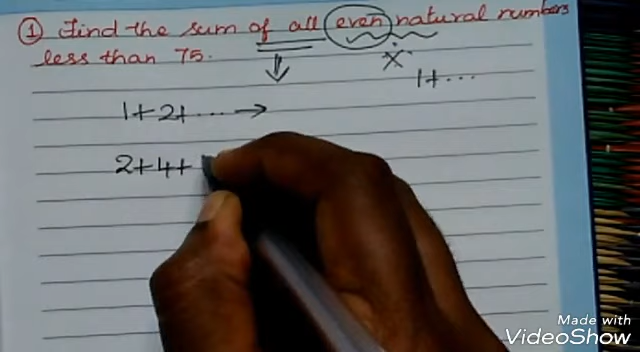 ① Find the sum of all even natural numbers
less than 75.
X
1+...
1+2+....→
2+4+
Made with
VideoShow